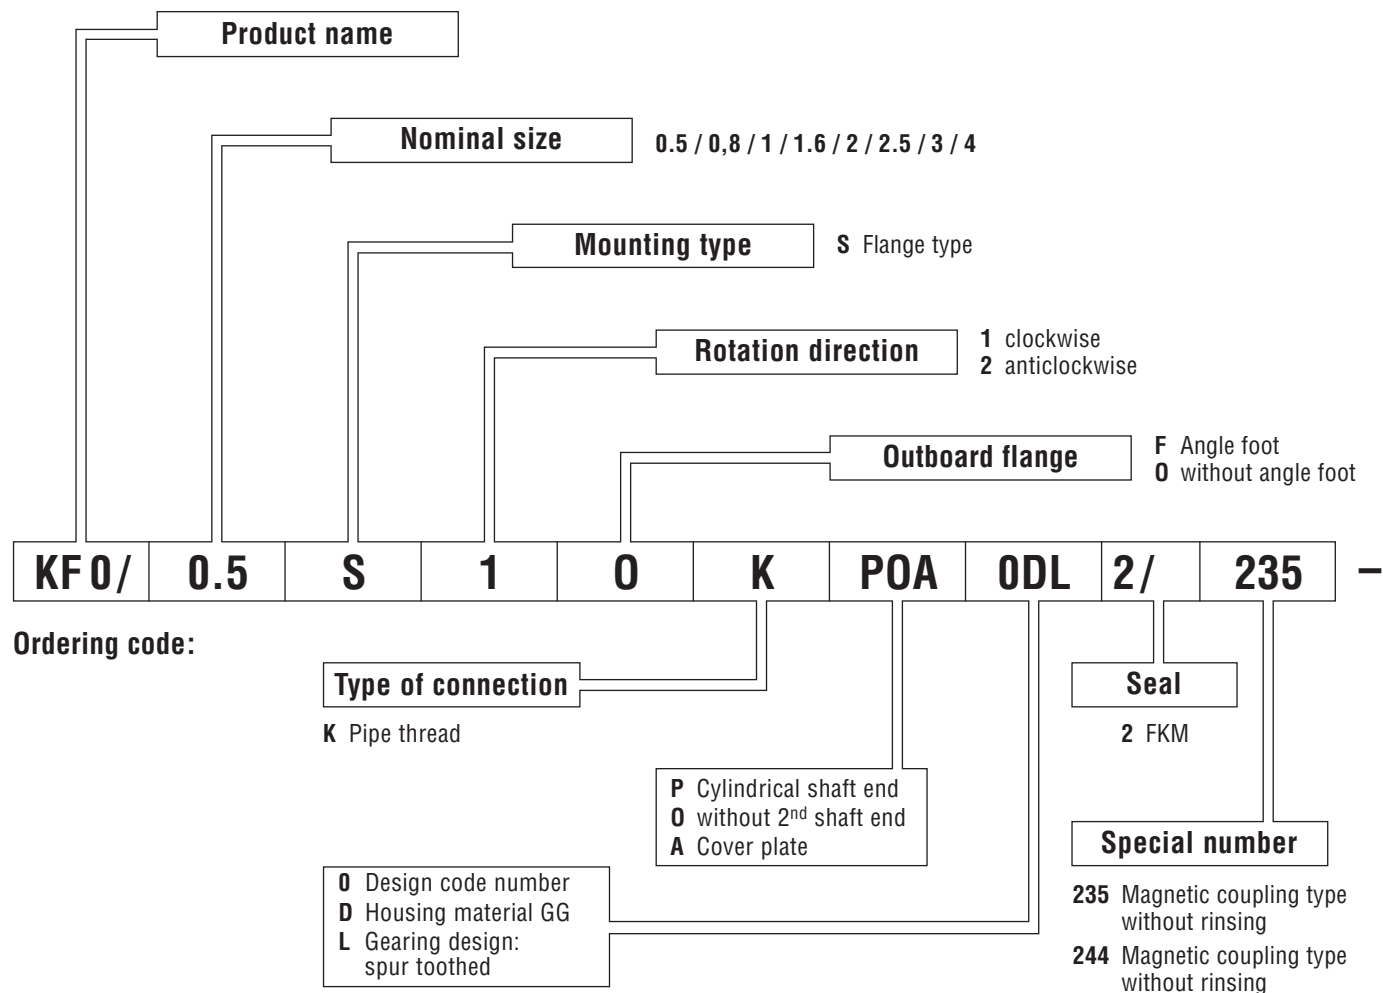 Product name
Nominal size
0.5 / 0,8 / 1 / 1.6 / 2 / 2.5 / 3 / 4
Mounting type
S Flange type
Rotation direction
1 clockwise
2 anticlockwise
Outboard flange
F Angle foot
O without angle foot
KF 0/ 0.5 S 1 O K POA 0DL 2/ 235 –
Ordering code:
Type of connection
K Pipe thread
Seal
2 FKM
P Cylindrical shaft end
O without 2nd shaft end
A Cover plate
Special number
0 Design code number
D Housing material GG
L Gearing design:
spur toothed
235 Magnetic coupling type
without rinsing
244 Magnetic coupling type
without rinsing